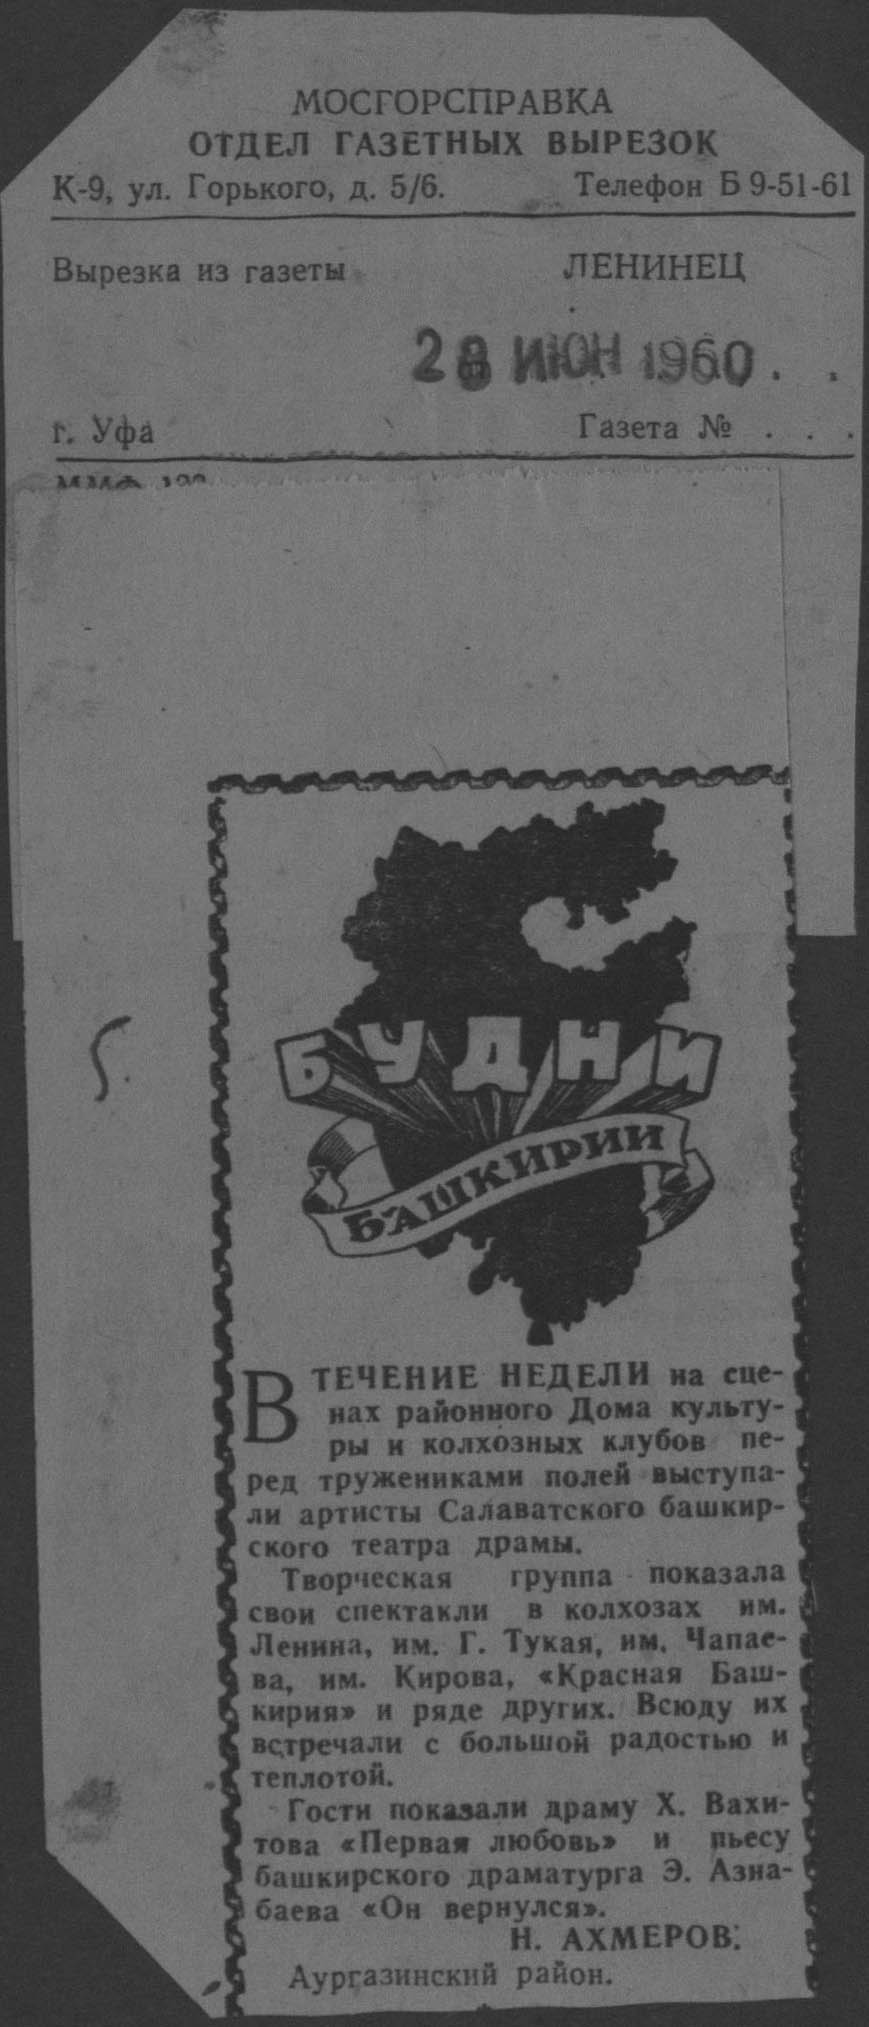 МОСГОРСПРАВКА
ОТДЕЛ ГАЗЕТНЫХ ВЫРЕЗОК
К-9, ул. Горького, д. 5/6. Телефон Б 9-51-61
Вырезка из газеты ЛЕНИНЕЦ
28 ИЮН 1960 . .
г. Уфа Газета № . . .
БУДНИ
БАШКИРИИ
В ТЕЧЕНИЕ НЕДЕЛИ на сце-
нах районного Дома культу-
ры и колхозных клубов пе-
ред тружениками полей выступа-
ли артисты Салаватского башкир-
ского театра драмы.
Творческая группа показала
свои спектакли в колхозах им.
Ленина, им. Г. Тукая, им. Чапае-
ва, им. Кирова, «Красная Баш-
кирия» и ряде других. Всюду их
встречали с большой радостью и
теплотой.
Гости показали драму Х. Вахи-
това «Первая любовь» и пьесу
башкирского драматурга Э. Азна-
баева «Он вернулся».
Н. АХМЕРОВ.
Аургазинский район.